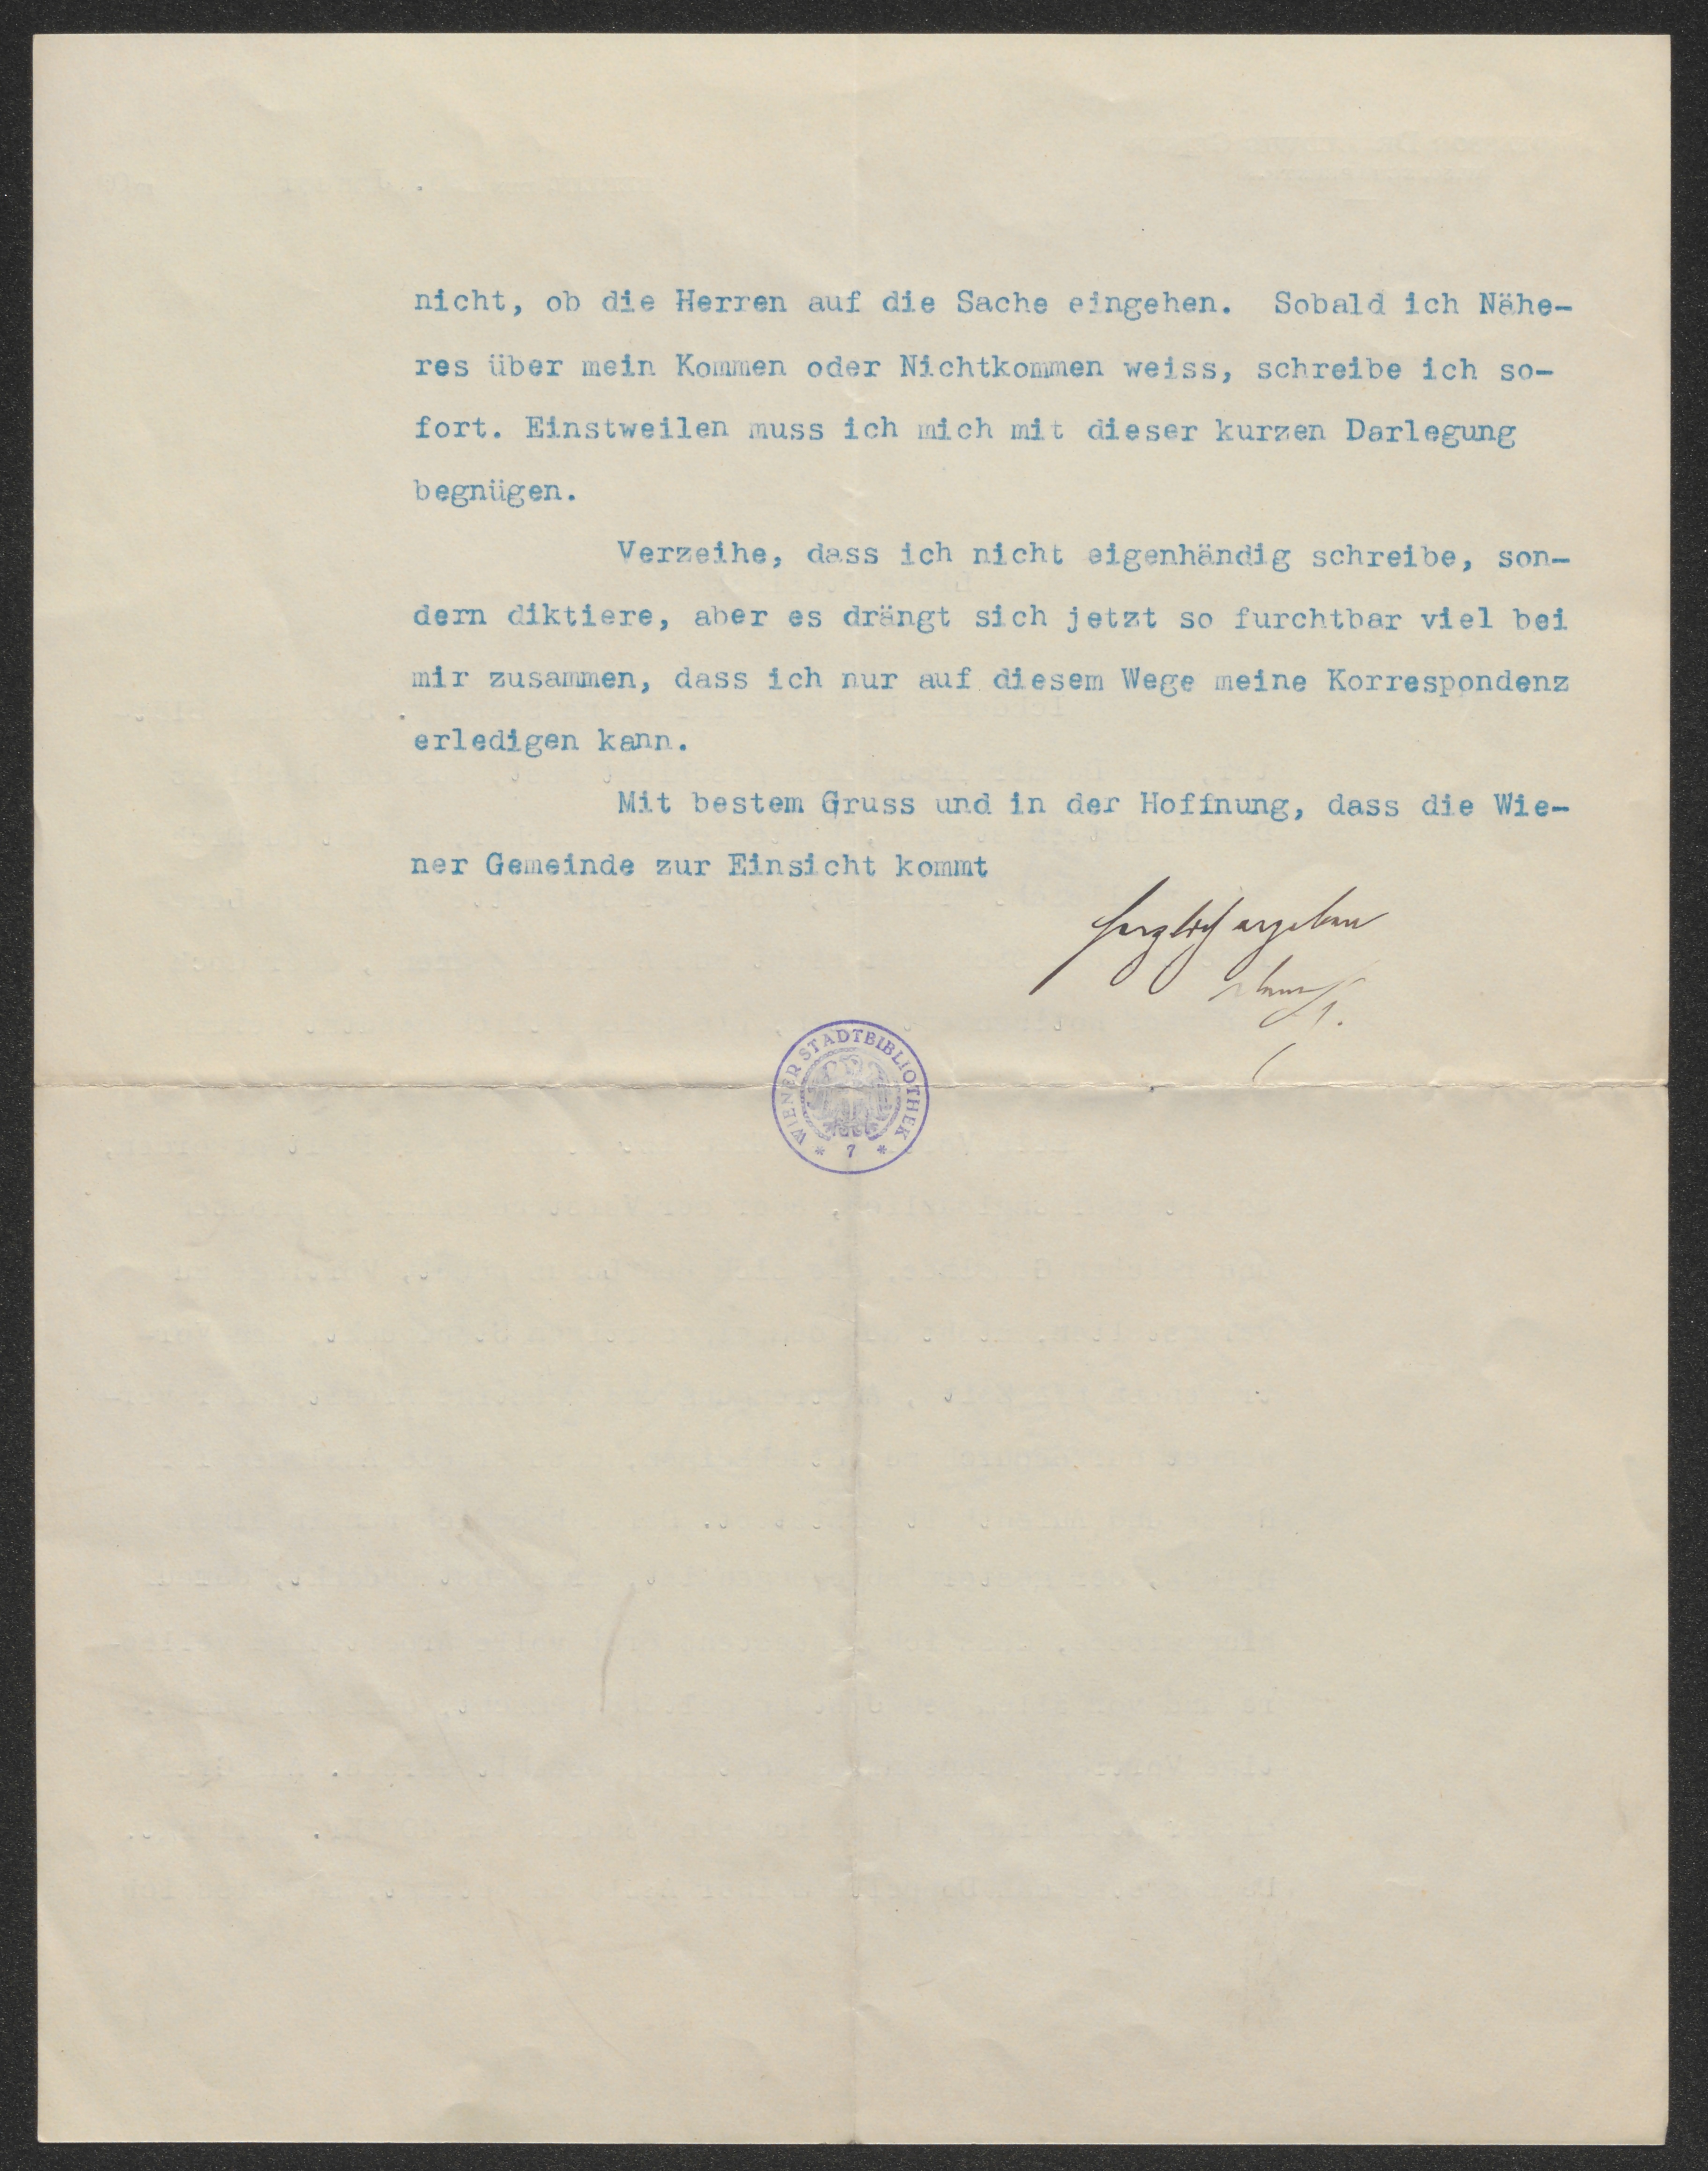 nicht, ob die Herren auf die Sache eingehen. Sobald ich Nähe-
res über mein Kommen oder Nichtkommen weiss, schreibe ich so-
fort. Einstweilen muss ich mich mit dieser kurzen Darlegung
begnügen.
Verzeihe, dass ich nicht eigenhändig schreibe, son-
dern diktiere, aber es drängt sich jetzt so furchtbar viel bei
mir zusammen, dass ich nur auf diesem Wege meine Korrespondenz
erledigen kann.
Mit bestem Gruss und in der Hoffnung, dass die Wie-
ner Gemeinde zur Einsicht kommt
herzlich ergeben
WIENER STADTBIBLIOTHEK
* 7 *